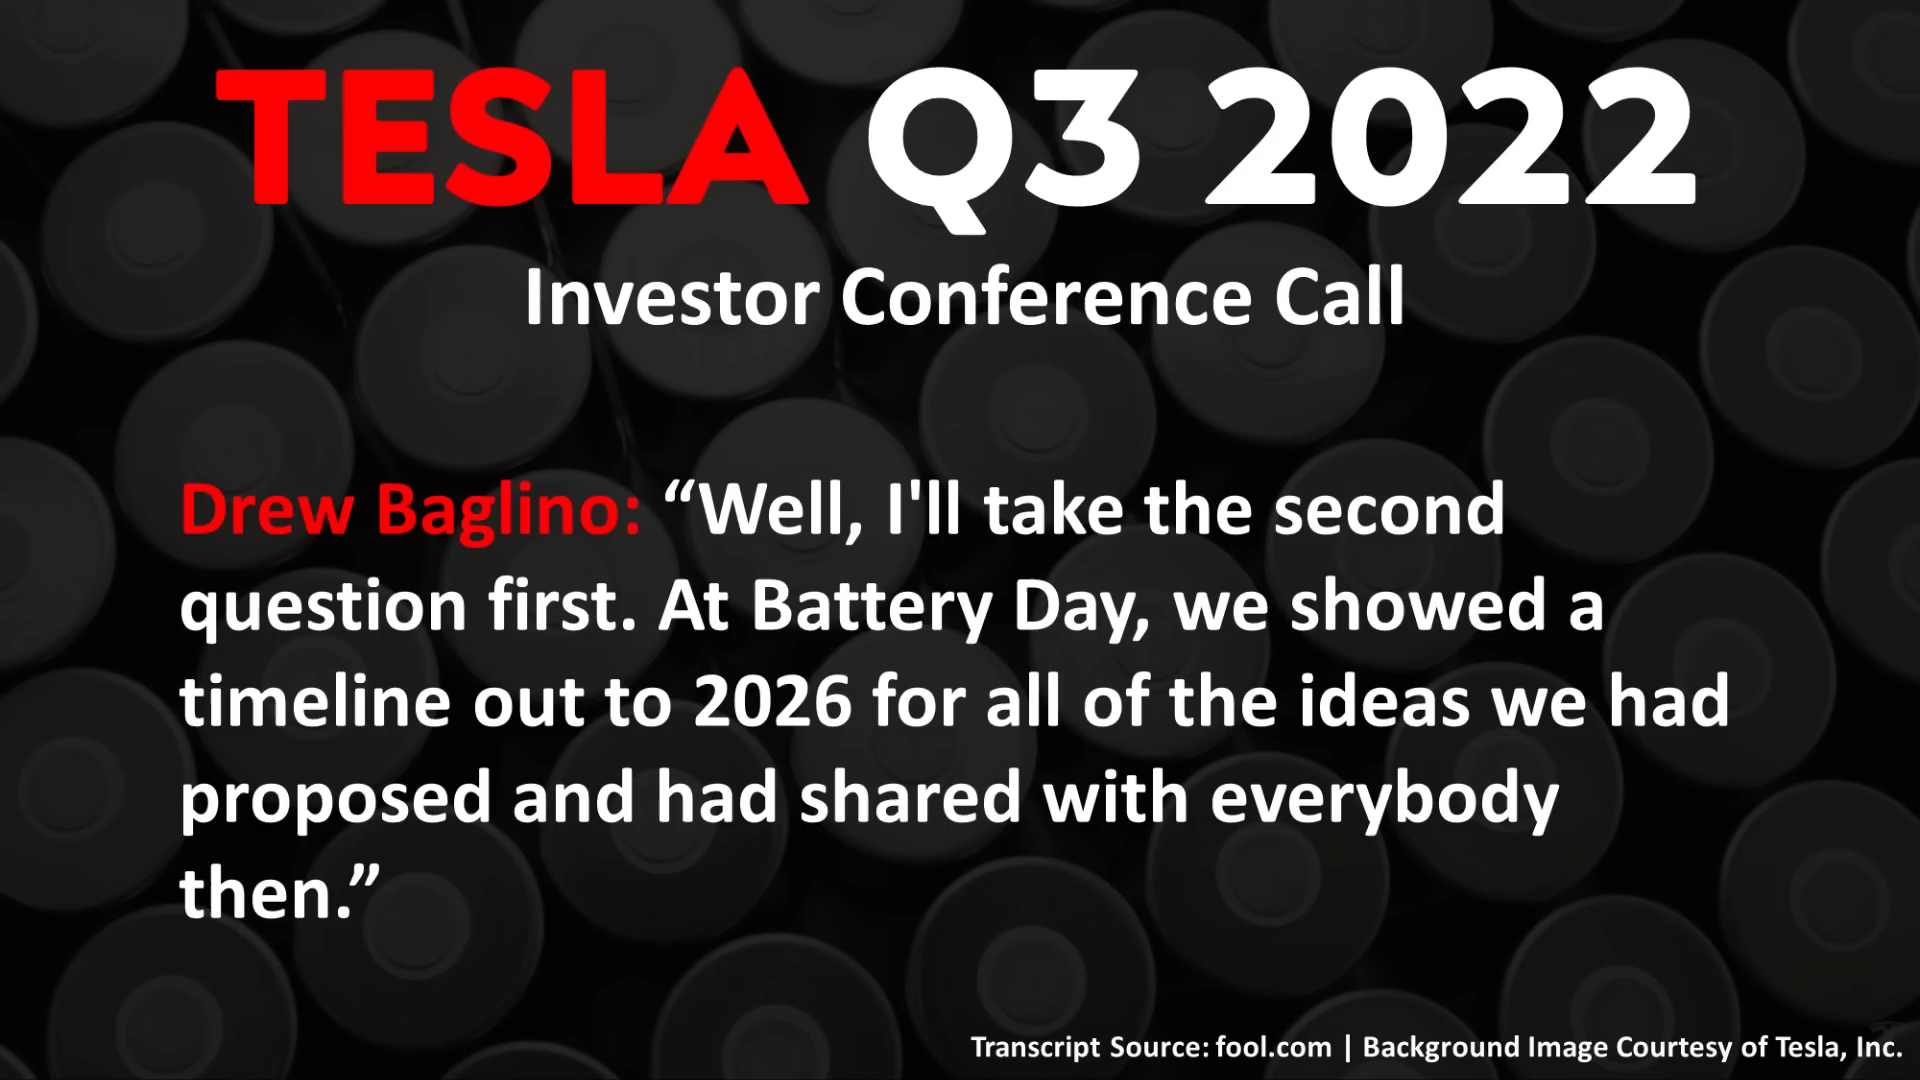 TESLA Q3 2022
Investor Conference Call
Drew Baglino: “Well, I'll take the second
question first. At Battery Day, we showed a
timeline out to 2026 for all of the ideas we had
proposed and had shared with everybody
then.”
Transcript Source: fool.com | Background Image Courtesy of Tesla, Inc.